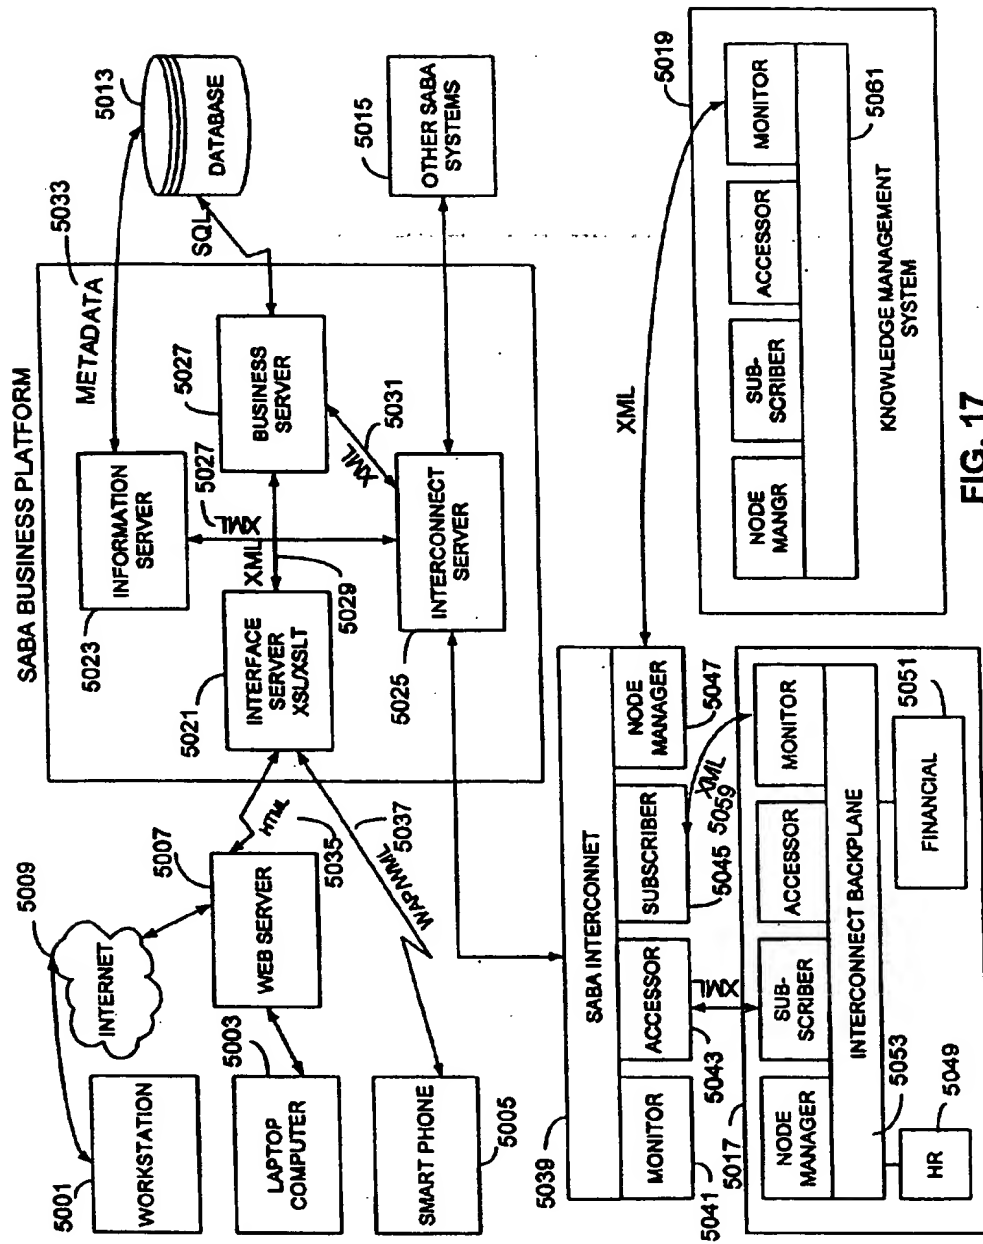 5001
WORKSTATION
5009
INTERNET
5007
WEB SERVER
5003
LAPTOP
COMPUTER
SMART PHONE
5005
HTML
5035
5037
WAP/WML
SABA BUSINESS PLATFORM
METADATA
5033
5013
DATABASE
SQL
5023
INFORMATION
SERVER
5027
XML
5027
BUSINESS
SERVER
5021
INTERFACE
SERVER
XSL/XSLT
XML
5029
XML
5031
5025
INTERCONNECT
SERVER
5015
OTHER SABA
SYSTEMS
5039
SABA INTERCONNET
MONITOR
ACCESSOR
SUBSCRIBER
NODE
MANAGER
5041
5043
5045
5047
XML
XML
5059
5017
NODE
MANAGER
SUB-
SCRIBER
ACCESSOR
MONITOR
INTERCONNECT BACKPLANE
5053
HR
5049
FINANCIAL
5051
XML
5019
NODE
MANGR
SUB-
SCRIBER
ACCESSOR
MONITOR
5061
KNOWLEDGE MANAGEMENT
SYSTEM
FIG. 17